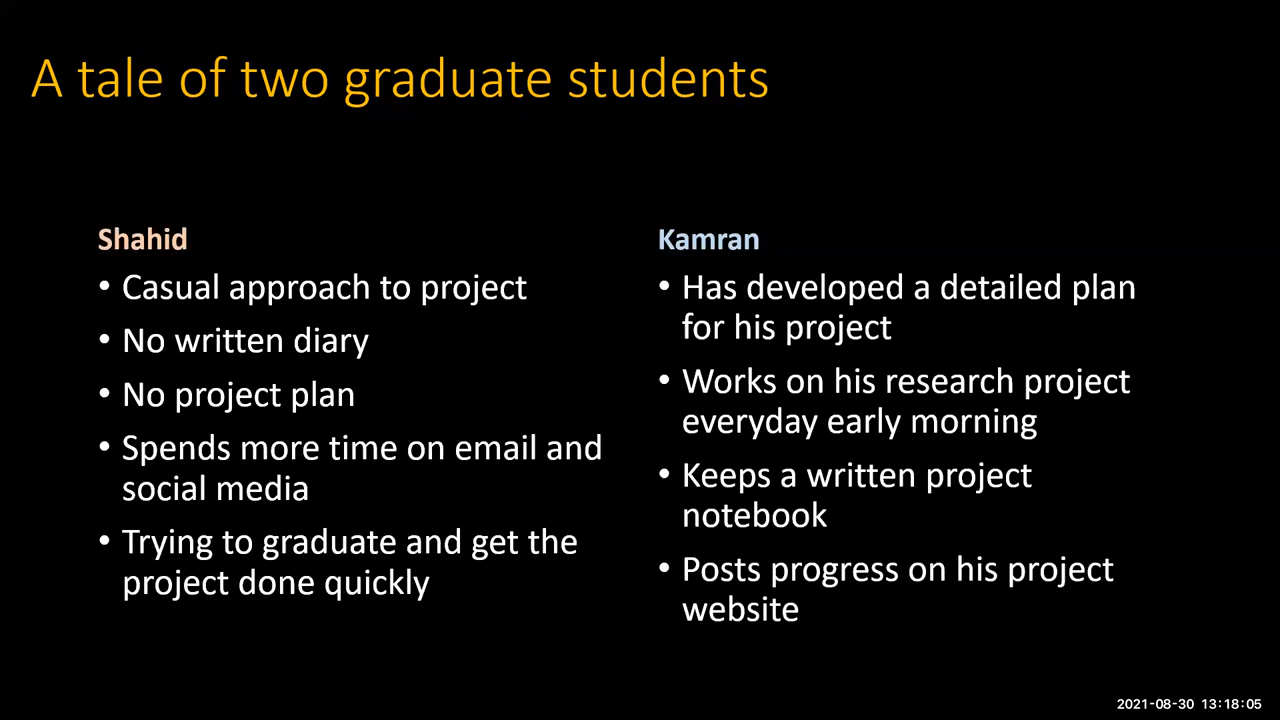 A tale of two graduate students
Shahid
• Casual approach to project
• No written diary
• No project plan
• Spends more time on email and
social media
• Trying to graduate and get the
project done quickly
Kamran
• Has developed a detailed plan
for his project
• Works on his research project
everyday early morning
• Keeps a written project
notebook
• Posts progress on his project
website
2021-08-30 13:18:05